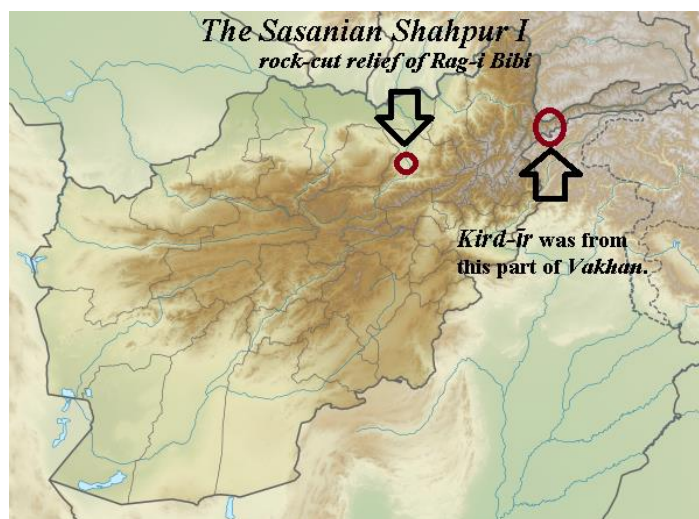 The Sasanian Shahpur I
rock-cut relief of Rag-i Bibi
Kird-īr was from
this part of Vakhan.